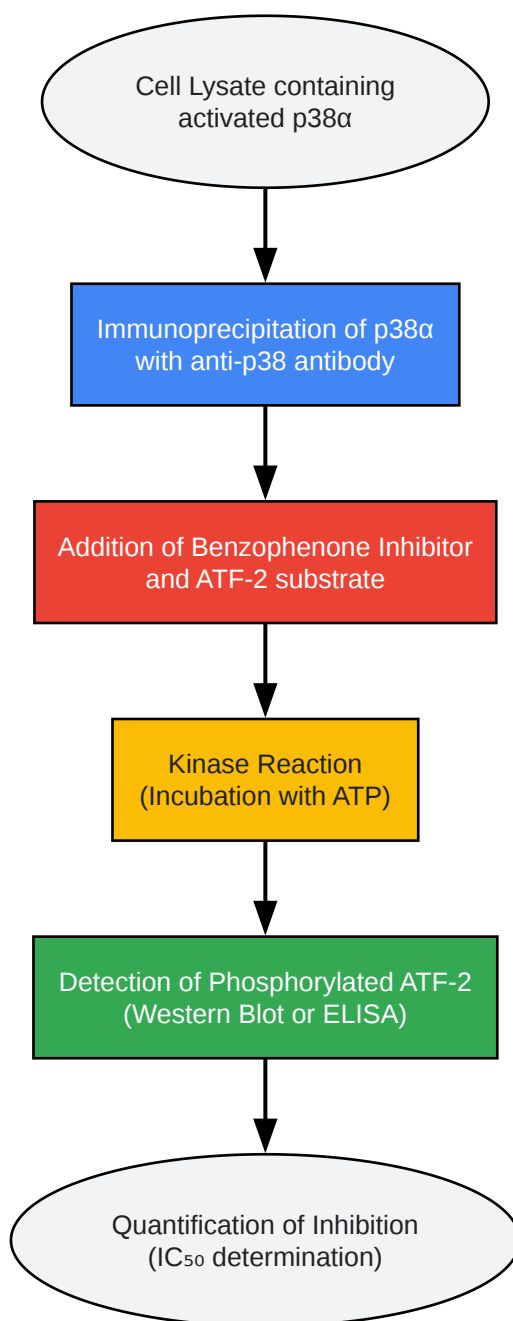 Cell Lysate containing
activated p38α
Immunoprecipitation of p38α
with anti-p38 antibody
Addition of Benzophenone Inhibitor
and ATF-2 substrate
Kinase Reaction
(Incubation with ATP)
Detection of Phosphorylated ATF-2
(Western Blot or ELISA)
Quantification of Inhibition
(IC₅₀ determination)